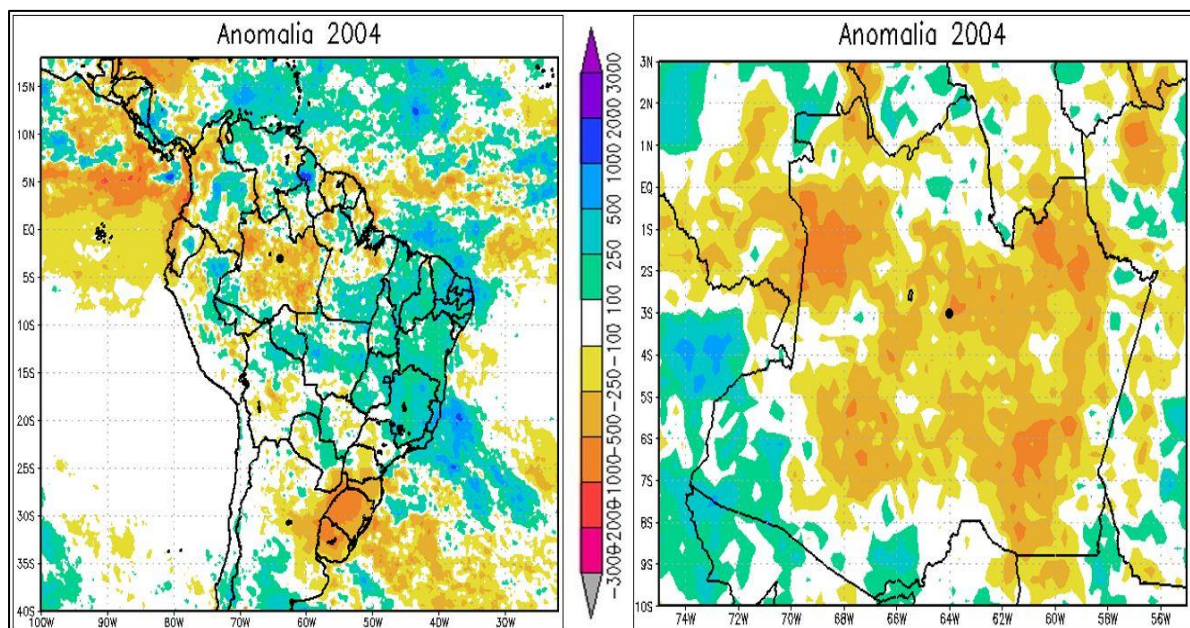 Anomalia 2004
15N
10N
5N
EQ
5S
10S
15S
20S
25S
30S
35S
40S
100W 90W 80W 70W 60W 50W 40W 30W
3000
2000
1000
500
250
100
-100
-250
-500
-1000
-2000
-3000
Anomalia 2004
3N
2N
1N
EQ
1S
2S
3S
4S
5S
6S
7S
8S
9S
10S
74W 72W 70W 68W 66W 64W 62W 60W 58W 56W